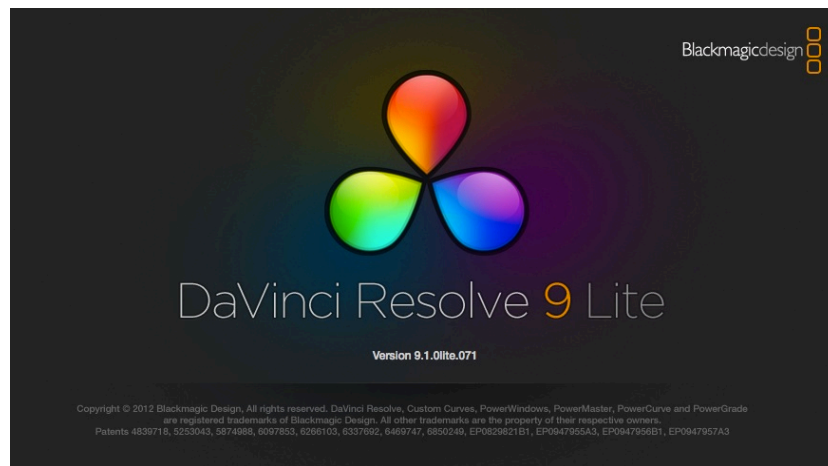 Blackmagicdesign
DaVinci Resolve 9 Lite
Version 9.1.0lite.071
Copyright © 2012 Blackmagic Design, All rights reserved. DaVinci Resolve, Custom Curves, PowerWindows, PowerMaster, PowerCurve and PowerGrade
are registered trademarks of Blackmagic Design. All other trademarks are the property of their respective owners.
Patents 4839718, 5253043, 5874988, 6097853, 6266103, 6337692, 6469747, 6850249, EP0829821B1, EP0947955A3, EP0947956B1, EP0947957A3